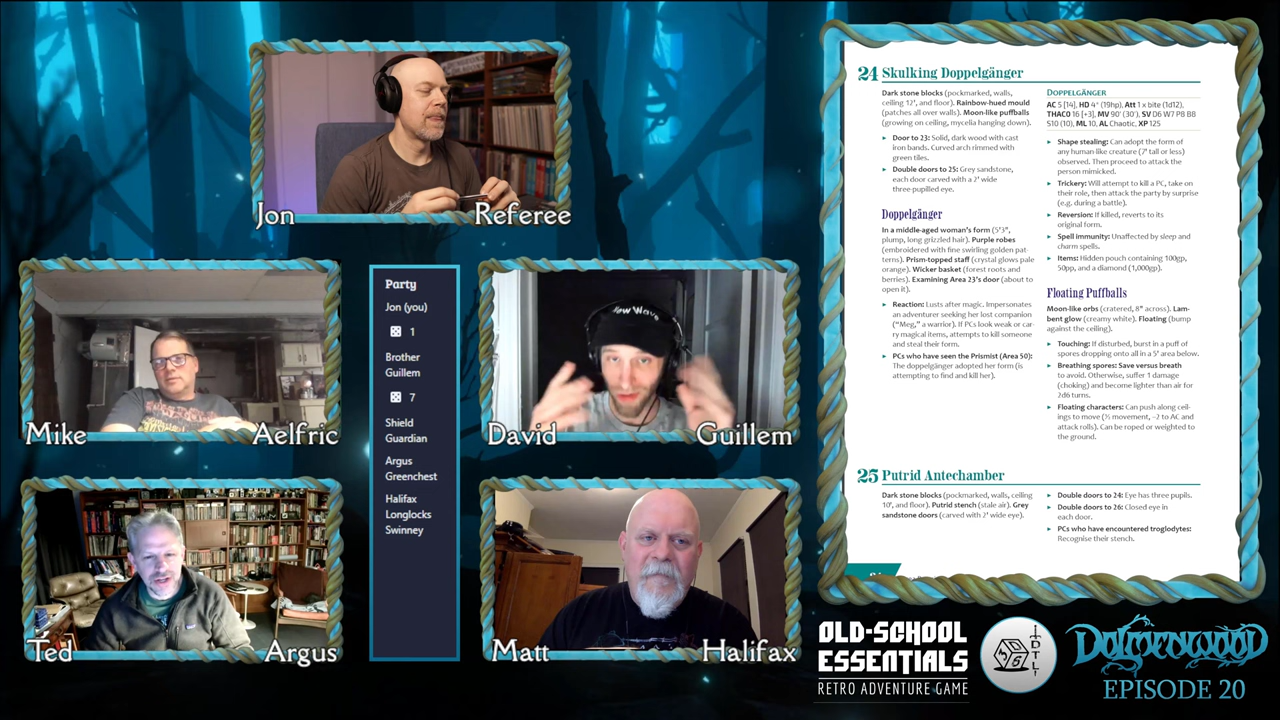 Jon
Referee
Mike
Aelfric
Party
Jon (you)
1
Brother
Guillem
7
Shield
Guardian
Argus
Greenchest
Halifax
Longlocks
Swinney
New Wave
David
Guillem
Ted
Argus
Matt
Halifax
24 Skulking Doppelgänger
Dark stone blocks (pockmarked, walls,
ceiling 12', and floor). Rainbow-hued mould
(patches all over walls). Moon-like puffballs
(growing on ceiling, mycelia hanging down).
▸ Door to 23: Solid, dark wood with cast
iron bands. Curved arch rimmed with
green tiles.
▸ Double doors to 25: Grey sandstone,
each door carved with a 2' wide
three pupilled eye.
Doppelgänger
In a middle-aged woman's form (5'3",
plump, long grizzled hair). Purple robes
(embroidered with fine swirling golden pat-
terns). Prism-topped staff (crystal glows pale
orange). Wicker basket (forest roots and
berries). Examining Area 23's door (about to
open it).
▸ Reaction: Lusts after magic. Impersonates
an adventurer seeking her lost companion
("Meg," a warrior). If PCs look weak or car-
ry magical items, attempts to kill someone
and steal their form.
▸ PCs who have seen the Prismist (Area 50):
The doppelgänger adopted her form (is
attempting to find and kill her).
DOPPELGÄNGER
AC 5 [14], HD 4* (19hp), Att 1 x bite (1d12),
THAC0 16 [+3], MV 90' (30'), SV D6 W7 P8 B8
S10 (10), ML 10, AL Chaotic, XP 125
▸ Shape stealing: Can adopt the form of
any human like creature (7' tall or less)
observed. Then proceed to attack the
person mimicked.
▸ Trickery: Will attempt to kill a PC, take on
their role, then attack the party by surprise
(e.g. during a battle).
▸ Reversion: If killed, reverts to its
original form.
▸ Spell immunity: Unaffected by sleep and
charm spells.
▸ Items: Hidden pouch containing 100gp,
50pp, and a diamond (1,000gp).
Floating Puffballs
Moon-like orbs (cratered, 8" across). Lam-
bent glow (creamy white). Floating (bump
against the ceiling).
▸ Touching: If disturbed, burst in a puff of
spores dropping onto all in a 5' area below.
▸ Breathing spores: Save versus breath
to avoid. Otherwise, suffer 1 damage
(choking) and become lighter than air for
2d6 turns.
▸ Floating characters: Can push along ceil-
ings to move (½ movement, –2 to AC and
attack rolls). Can be roped or weighted to
the ground.
25 Putrid Antechamber
Dark stone blocks (pockmarked, walls, ceiling
10', and floor). Putrid stench (stale air). Grey
sandstone doors (carved with 2' wide eye).
▸ Double doors to 24: Eye has three pupils.
▸ Double doors to 26: Closed eye in
each door.
▸ PCs who have encountered troglodytes:
Recognise their stench.
OLD-SCHOOL
ESSENTIALS
RETRO ADVENTURE GAME
DOLMENWOOD
EPISODE 20